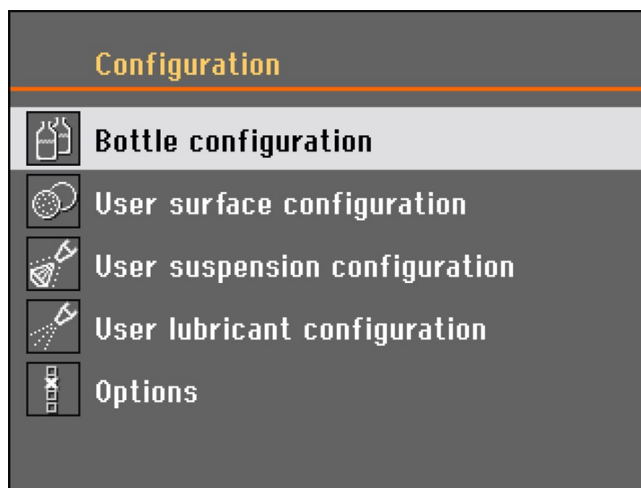 Configuration
Bottle configuration
User surface configuration
User suspension configuration
User lubricant configuration
Options